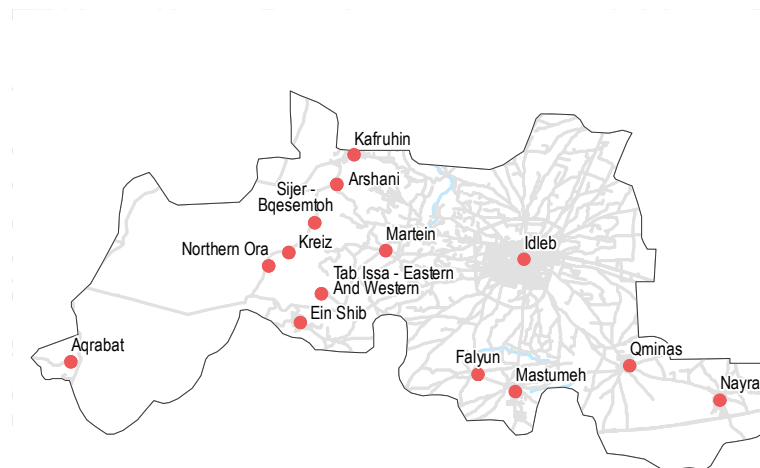 Kafruhin
Arshani
Sijer -
Bqesemtoh
Martein
Idleb
Kreiz
Northern Ora
Tab Issa - Eastern
And Western
Ein Shib
Aqrabat
Falyun
Mastumeh
Qminas
Nayra